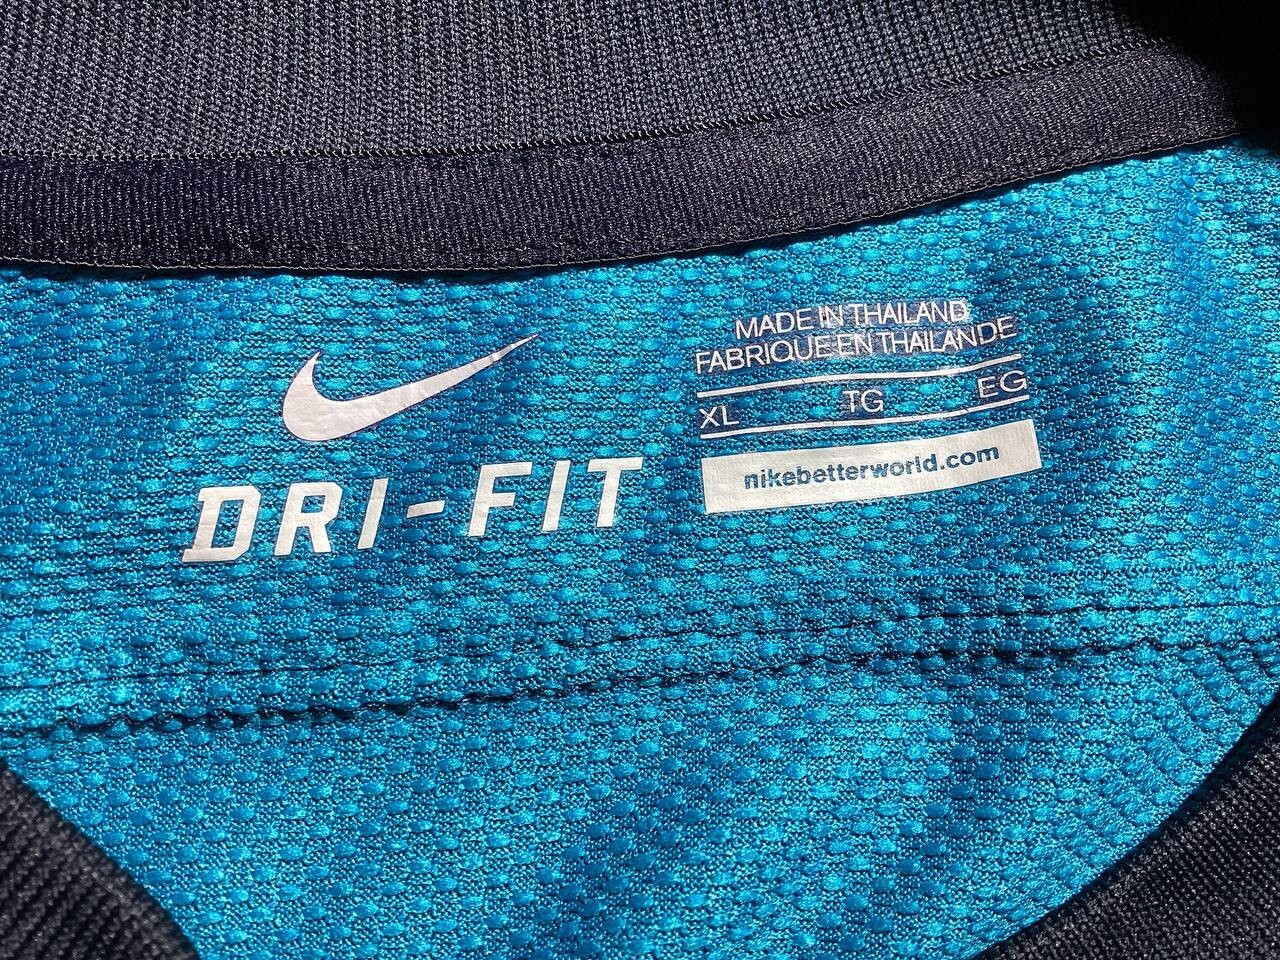 DRI-FIT
MADE IN THAILAND
FABRIQUE EN THAILANDE
XL TG EG
nikebetterworld.com